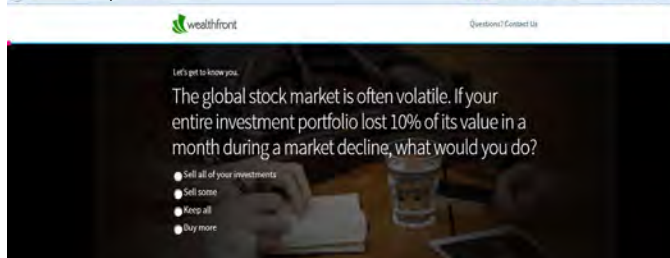 wealthfront
Questions? Contact Us
Let's get to know you.
The global stock market is often volatile. If your
entire investment portfolio lost 10% of its value in a
month during a market decline, what would you do?
Sell all of your investments
Sell some
Keep all
Buy more